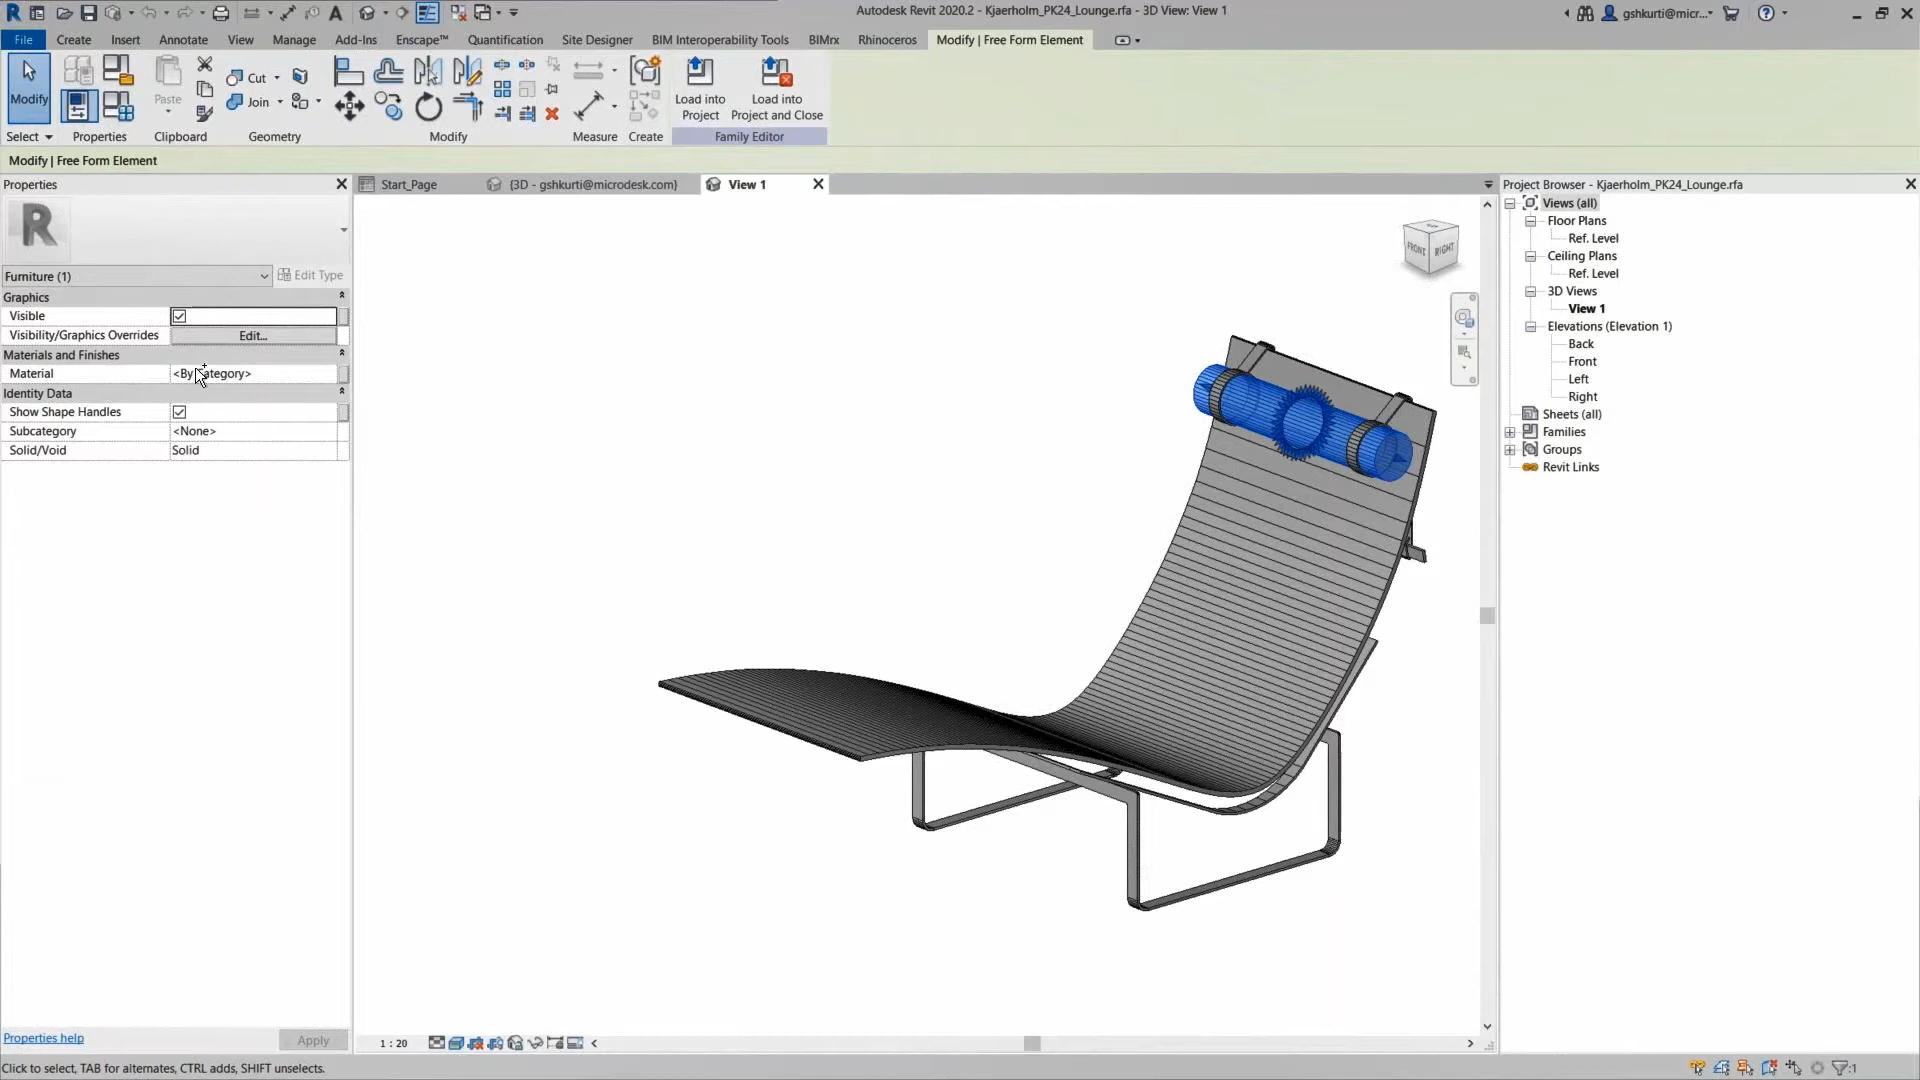 Autodesk Revit 2020.2 - Kjaerholm_PK24_Lounge.rfa - 3D View: View 1
gshkurti@micr...
File Create Insert Annotate View Manage Add-Ins Enscape™ Quantification Site Designer BIM Interoperability Tools BIMrx Rhinoceros Modify | Free Form Element
Modify
Paste
Cut
Join
Load into Project
Load into Project and Close
Select Properties Clipboard Geometry Modify Measure Create Family Editor
Modify | Free Form Element
Properties
Start_Page
{3D - gshkurti@microdesk.com}
View 1
Project Browser - Kjaerholm_PK24_Lounge.rfa
Furniture (1)
Edit Type
Graphics
Visible
Visibility/Graphics Overrides Edit...
Materials and Finishes
Material <By Category>
Identity Data
Show Shape Handles
Subcategory <None>
Solid/Void Solid
FRONT RIGHT
Views (all)
Floor Plans
Ref. Level
Ceiling Plans
Ref. Level
3D Views
View 1
Elevations (Elevation 1)
Back
Front
Left
Right
Sheets (all)
Families
Groups
Revit Links
Properties help
Apply
1 : 20
Click to select, TAB for alternates, CTRL adds, SHIFT unselects.
:1